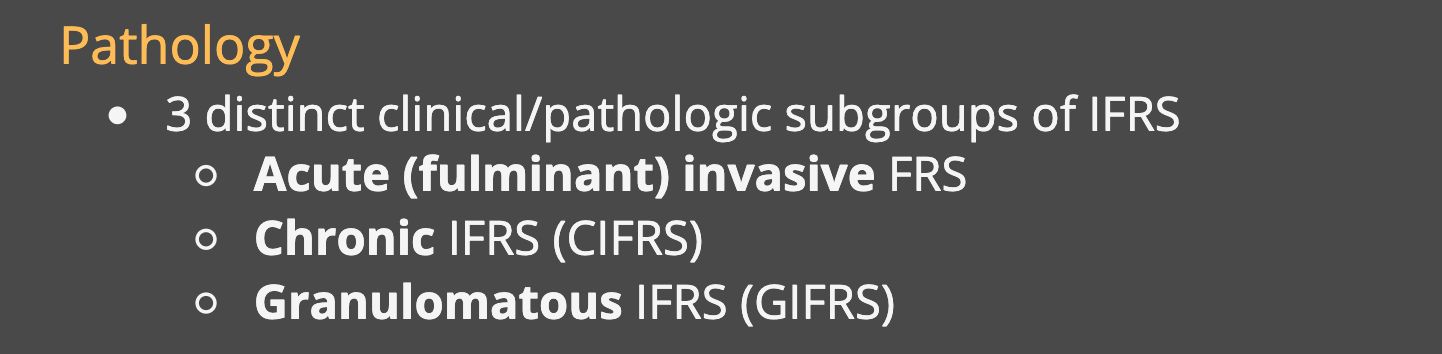 Pathology
• 3 distinct clinical/pathologic subgroups of IFRS
○ Acute (fulminant) invasive FRS
○ Chronic IFRS (CIFRS)
○ Granulomatous IFRS (GIFRS)